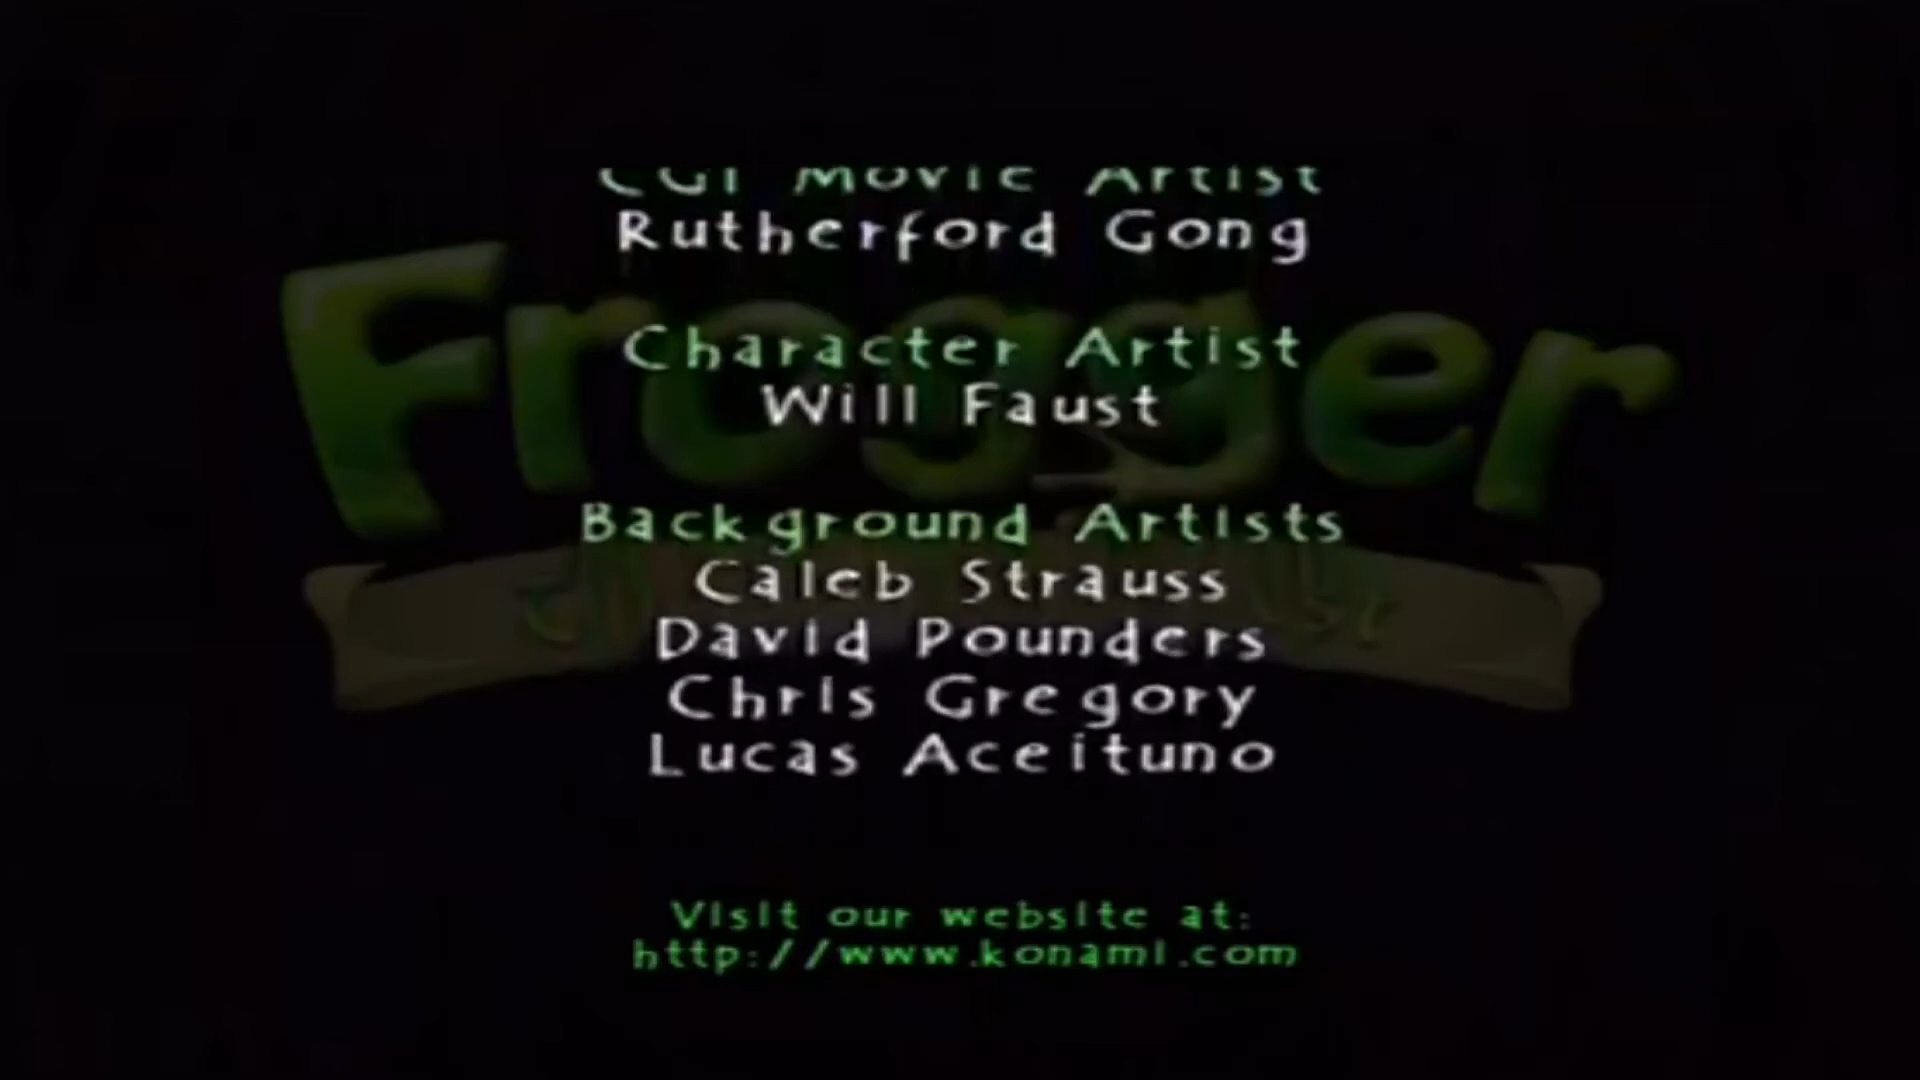 CGI Movie Artist
Rutherford Gong
Character Artist
Will Faust
Background Artists
Caleb Strauss
David Pounders
Chris Gregory
Lucas Aceituno
Frogger
Visit our website at:
http://www.konami.com